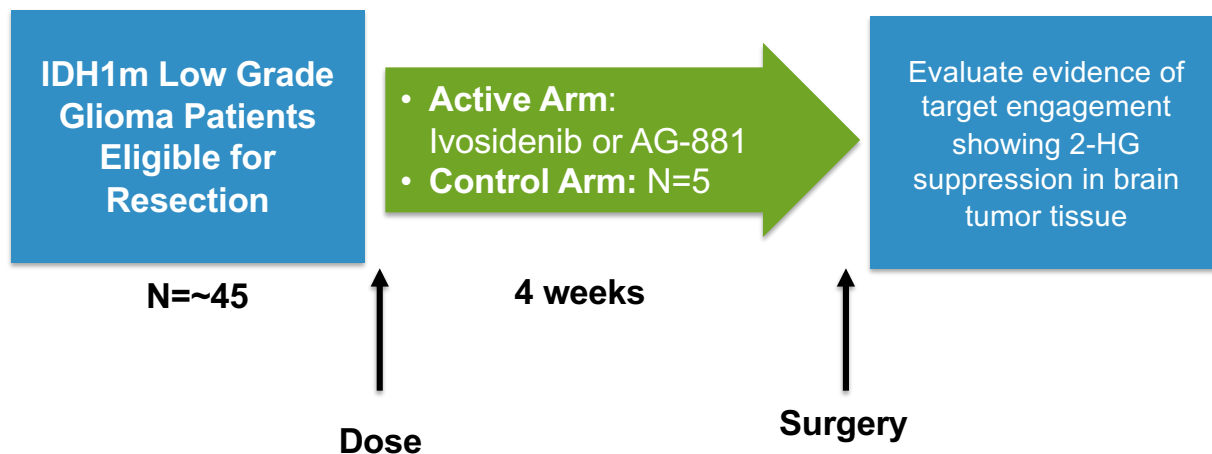 IDH1m Low Grade
Glioma Patients
Eligible for
Resection
N=~45
• Active Arm:
Ivosidenib or AG-881
• Control Arm: N=5
4 weeks
Evaluate evidence of
target engagement
showing 2-HG
suppression in brain
tumor tissue
Dose
Surgery